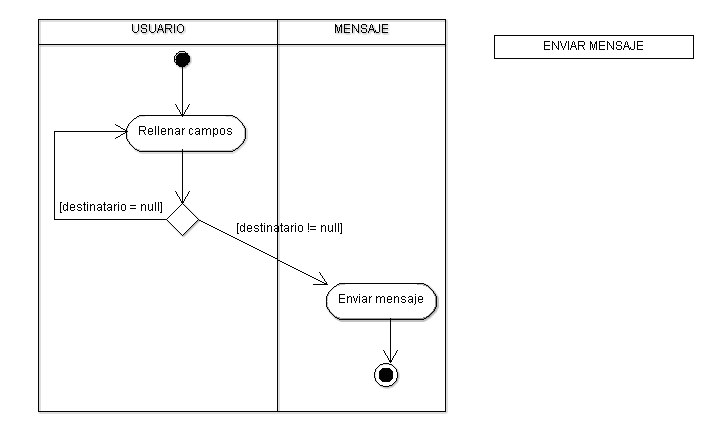 USUARIO
MENSAJE
ENVIAR MENSAJE
Rellenar campos
[destinatario = null]
[destinatario != null]
Enviar mensaje